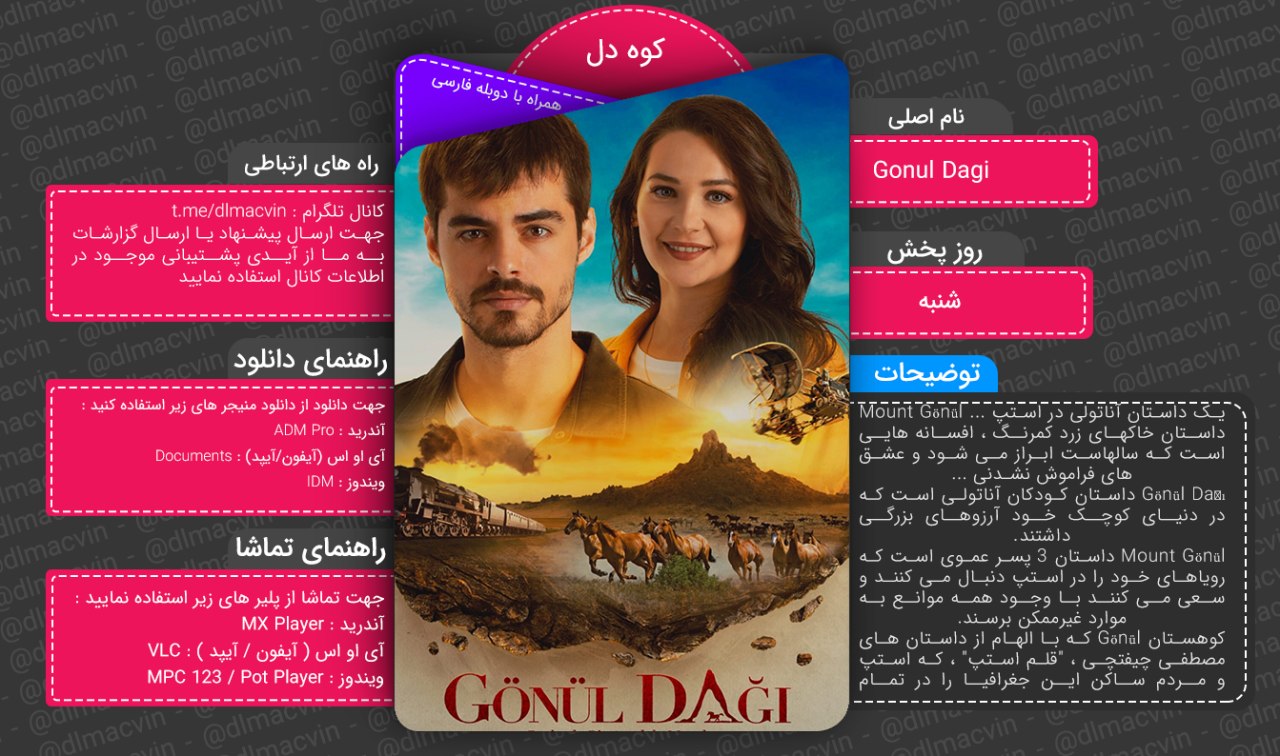 کوه دل
همراه با دوبله فارسی
نام اصلی
Gonul Dagi
روز پخش
شنبه
توضیحات
یک داستان آناتولی در استپ ... Mount Gönül
داستان خاکهای زرد کمرنگ ، افسانه هایی
است که سالهاست ابراز می شود و عشق
های فراموش نشدنی ...
Gönül Dağı داستان کودکان آناتولی است که
در دنیای کوچک خود آرزوهای بزرگی
داشتند.
Mount Gönül داستان 3 پسر عموی است که
رویاهای خود را در استپ دنبال می کنند و
سعی می کنند با وجود همه موانع به
موارد غیرممکن برسند.
کوهستان Gönül که با الهام از داستان های
مصطفی چیفتچی ، "قلم استپ" ، که استپ
و مردم ساکن این جغرافیا را در تمام
راه های ارتباطی
کانال تلگرام : t.me/dlmacvin
جهت ارسال پیشنهاد یا ارسال گزارشات
به ما از آیدی پشتیبانی موجود در
اطلاعات کانال استفاده نمایید
راهنمای دانلود
جهت دانلود از دانلود منیجر های زیر استفاده کنید :
آندرید : ADM Pro
آی او اس (آیفون/آیپد) : Documents
ویندوز : IDM
راهنمای تماشا
جهت تماشا از پلیر های زیر استفاده نمایید :
آندرید : MX Player
آی او اس ( آیفون / آیپد ) : VLC
ویندوز : MPC 123 / Pot Player
GÖNÜL DAĞI
@dlmacvin - @dlmacvin - @dlmacvin